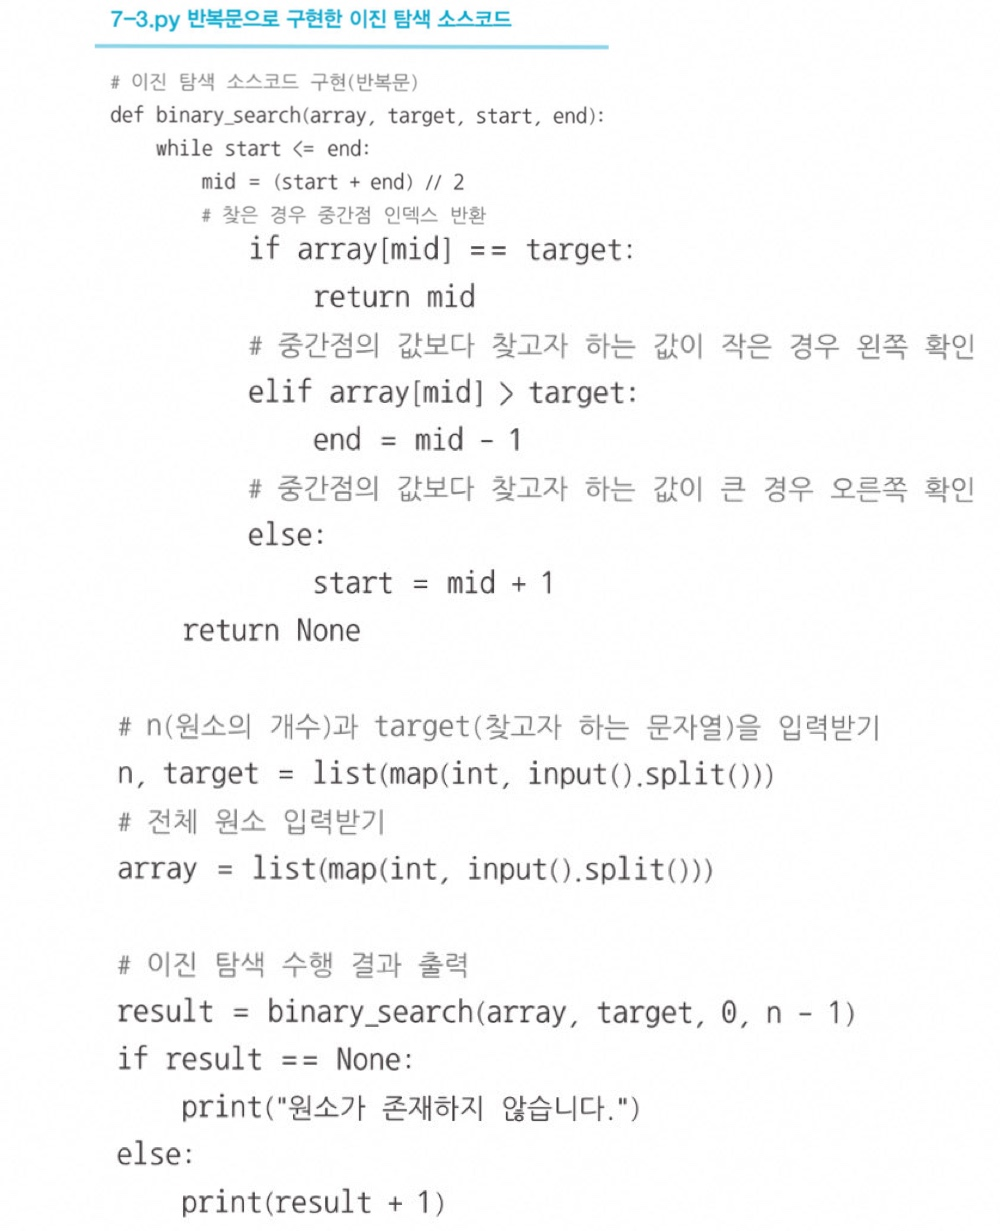 7-3.py 반복문으로 구현한 이진 탐색 소스코드
# 이진 탐색 소스코드 구현(반복문)
def binary_search(array, target, start, end):
    while start <= end:
        mid = (start + end) // 2
        # 찾은 경우 중간점 인덱스 반환
        if array[mid] == target:
            return mid
        # 중간점의 값보다 찾고자 하는 값이 작은 경우 왼쪽 확인
        elif array[mid] > target:
            end = mid - 1
        # 중간점의 값보다 찾고자 하는 값이 큰 경우 오른쪽 확인
        else:
            start = mid + 1
    return None
# n(원소의 개수)과 target(찾고자 하는 문자열)을 입력받기
n, target = list(map(int, input().split()))
# 전체 원소 입력받기
array = list(map(int, input().split()))
# 이진 탐색 수행 결과 출력
result = binary_search(array, target, 0, n - 1)
if result == None:
    print("원소가 존재하지 않습니다.")
else:
    print(result + 1)